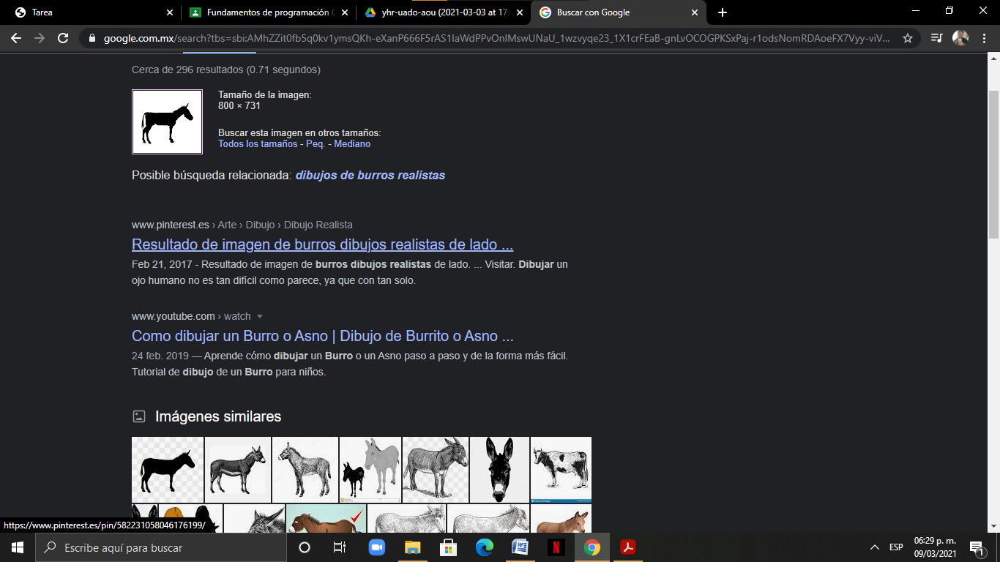 Tarea
Fundamentos de programación
yhr-uado-aou (2021-03-03 at 17:
Buscar con Google
google.com.mx/search?tbs=sbi:AMhZZit0fb5q0kv1ymsQKh-eXanP666F5rAS1IaWdPPvOnIMswUNaU_1wzvyqe23_1X1crFEaB-gnLvOCOGPKSxPaj-r1odsNomRDAoeFX7Vyy-viV...
Cerca de 296 resultados (0.71 segundos)
Tamaño de la imagen:
800 × 731
Buscar esta imagen en otros tamaños:
Todos los tamaños - Peq. - Mediano
Posible búsqueda relacionada: dibujos de burros realistas
www.pinterest.es › Arte › Dibujo › Dibujo Realista
Resultado de imagen de burros dibujos realistas de lado ...
Feb 21, 2017 - Resultado de imagen de burros dibujos realistas de lado. ... Visitar. Dibujar un
ojo humano no es tan difícil como parece, ya que con tan solo.
www.youtube.com › watch
Como dibujar un Burro o Asno | Dibujo de Burrito o Asno ...
24 feb. 2019 — Aprende cómo dibujar un Burro o un Asno paso a paso y de la forma más fácil.
Tutorial de dibujo de un Burro para niños.
Imágenes similares
https://www.pinterest.es/pin/582231058046176199/
Escribe aquí para buscar
ESP
06:29 p. m.
09/03/2021
1